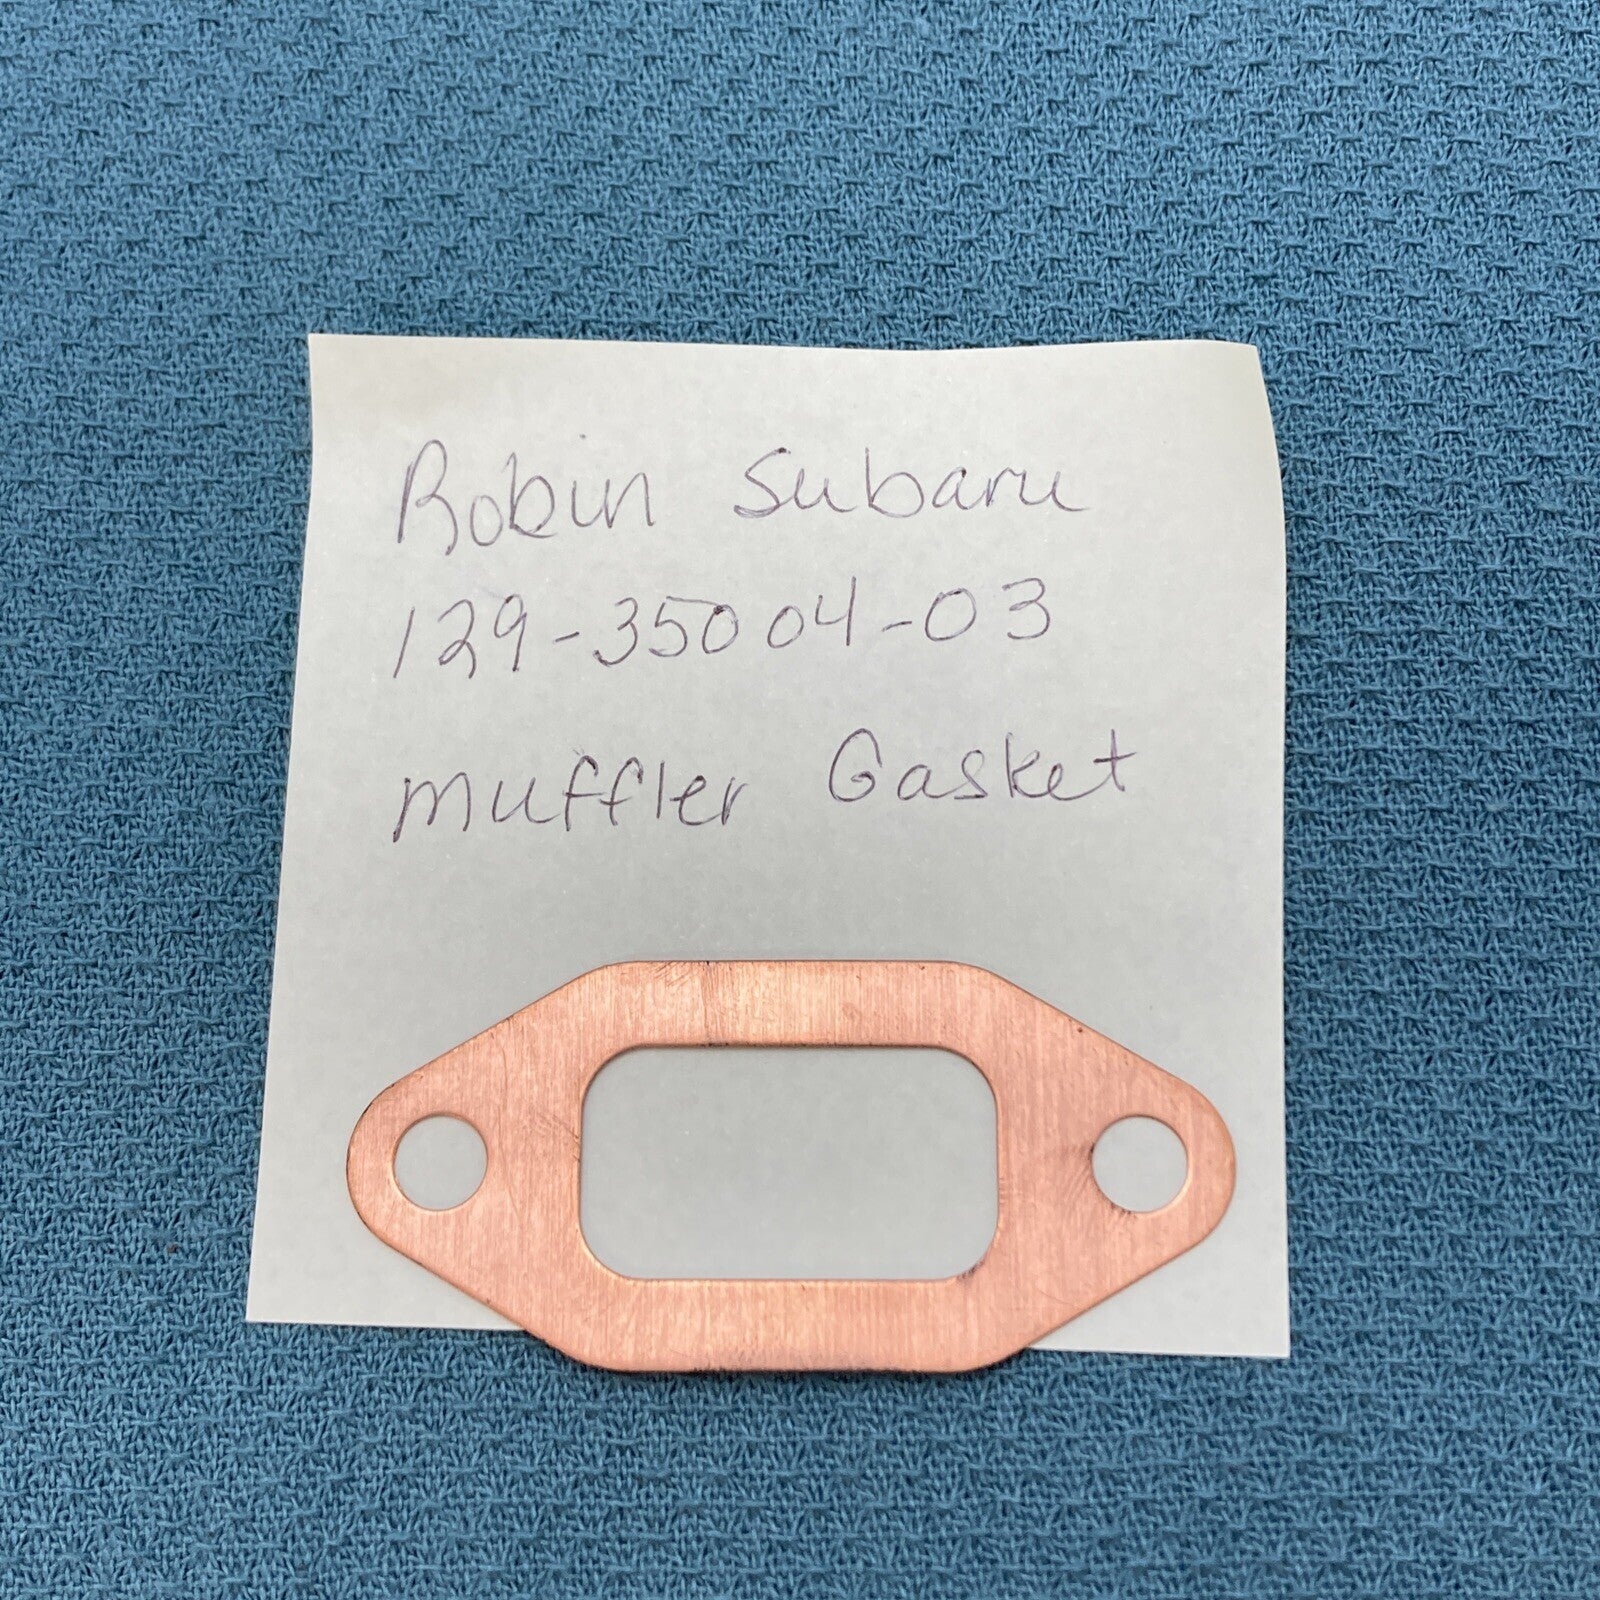 Robin Subaru
129-35004-03
Muffler Gasket